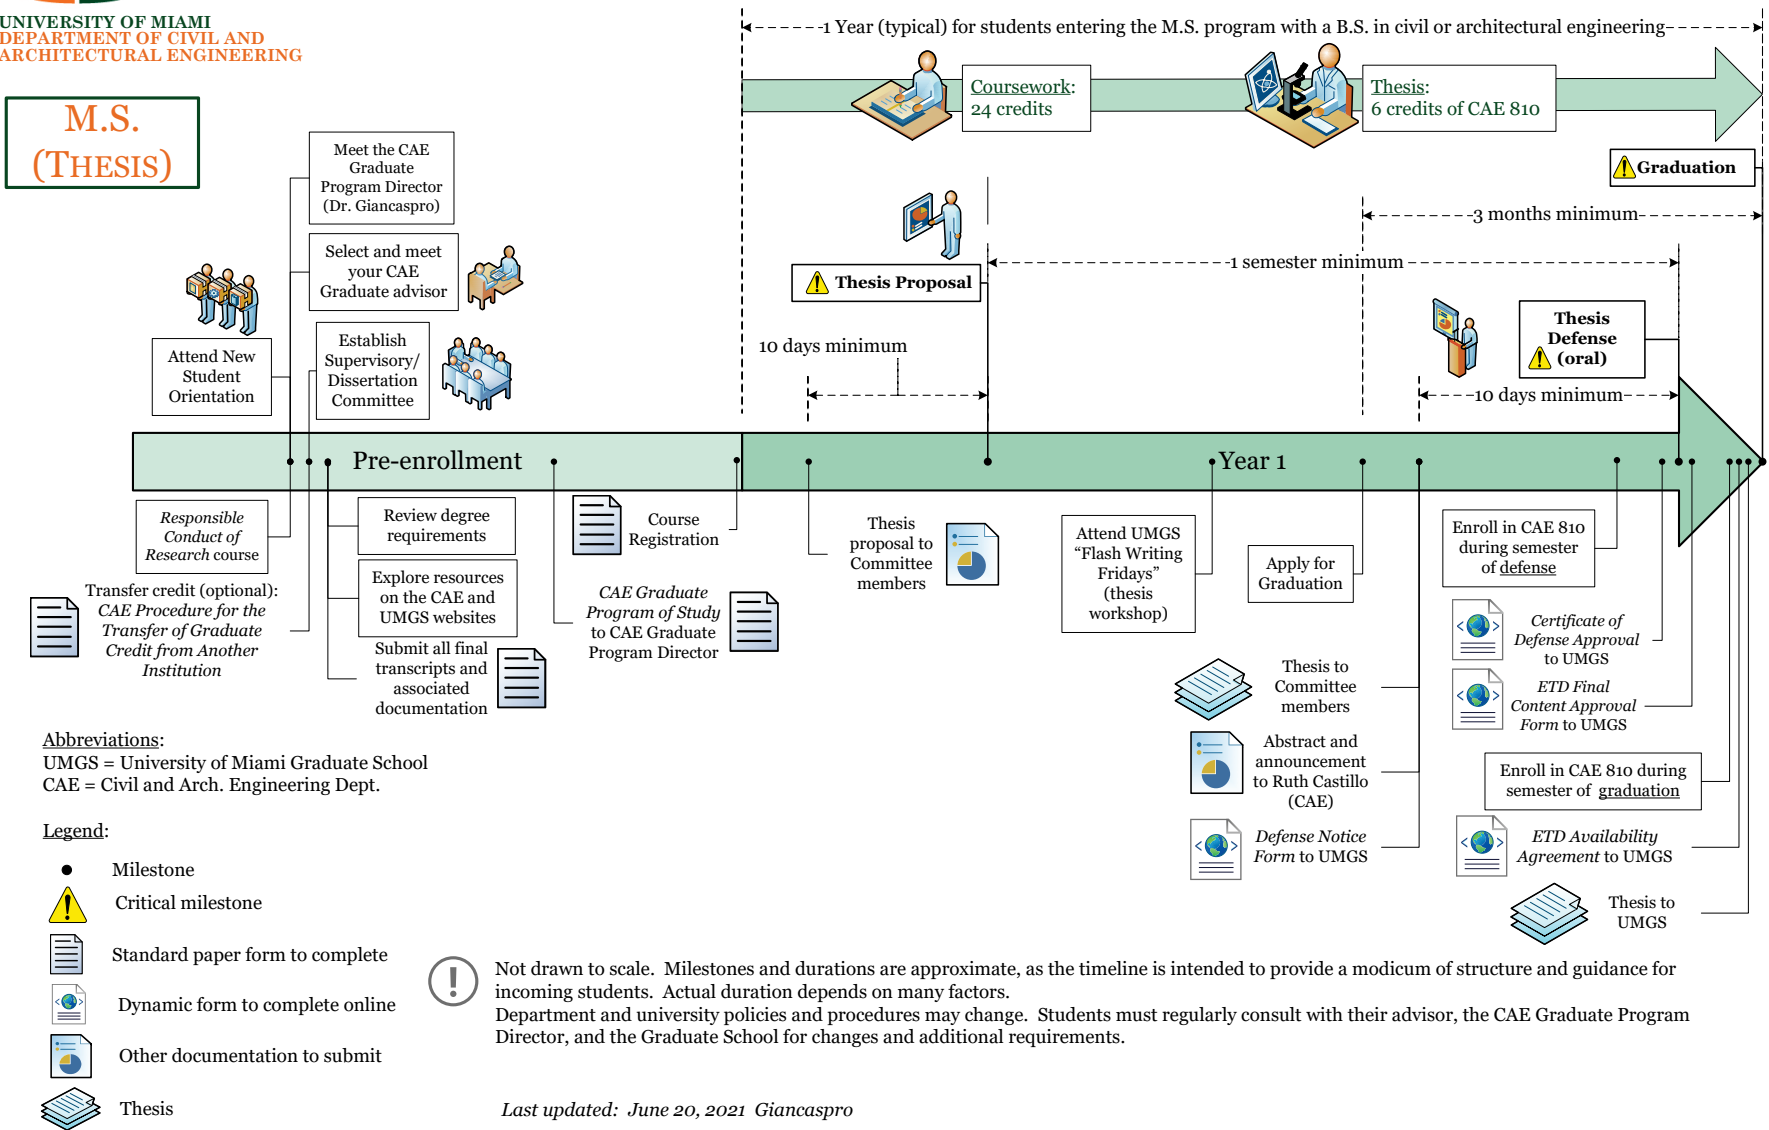 UNIVERSITY OF MIAMI
DEPARTMENT OF CIVIL AND
ARCHITECTURAL ENGINEERING
M.S.
(THESIS)
1 Year (typical) for students entering the M.S. program with a B.S. in civil or architectural engineering
Coursework:
24 credits
Thesis:
6 credits of CAE 810
Graduation
3 months minimum
1 semester minimum
Thesis Proposal
10 days minimum
Thesis
Defense
(oral)
10 days minimum
Meet the CAE
Graduate
Program Director
(Dr. Giancaspro)
Select and meet
your CAE
Graduate advisor
Establish
Supervisory/
Dissertation
Committee
Attend New
Student
Orientation
Pre-enrollment
Year 1
Responsible
Conduct of
Research course
Transfer credit (optional):
CAE Procedure for the
Transfer of Graduate
Credit from Another
Institution
Review degree
requirements
Explore resources
on the CAE and
UMGS websites
Submit all final
transcripts and
associated
documentation
Course
Registration
CAE Graduate
Program of Study
to CAE Graduate
Program Director
Thesis
proposal to
Committee
members
Attend UMGS
“Flash Writing
Fridays”
(thesis
workshop)
Apply for
Graduation
Thesis to
Committee
members
Abstract and
announcement
to Ruth Castillo
(CAE)
Defense Notice
Form to UMGS
Enroll in CAE 810
during semester
of defense
Certificate of
Defense Approval
to UMGS
ETD Final
Content Approval
Form to UMGS
Enroll in CAE 810 during
semester of graduation
ETD Availability
Agreement to UMGS
Thesis to
UMGS
Abbreviations:
UMGS = University of Miami Graduate School
CAE = Civil and Arch. Engineering Dept.
Legend:
Milestone
Critical milestone
Standard paper form to complete
Dynamic form to complete online
Other documentation to submit
Thesis
Not drawn to scale. Milestones and durations are approximate, as the timeline is intended to provide a modicum of structure and guidance for
incoming students. Actual duration depends on many factors.
Department and university policies and procedures may change. Students must regularly consult with their advisor, the CAE Graduate Program
Director, and the Graduate School for changes and additional requirements.
Last updated: June 20, 2021 Giancaspro